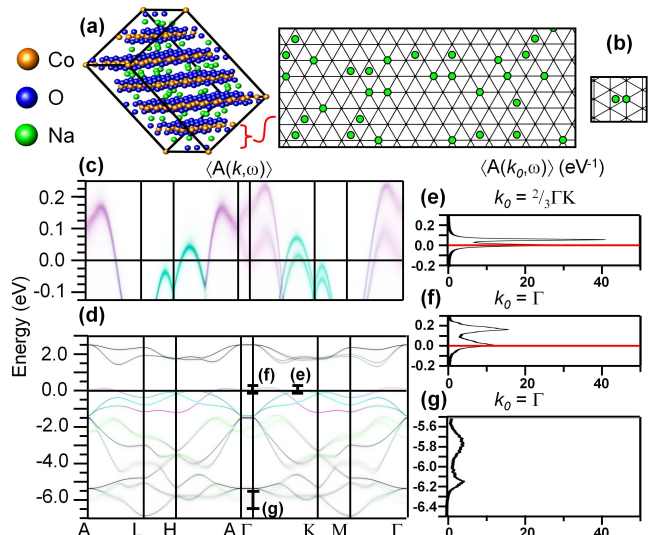 (a)
Co
O
Na
(b)
(c) ⟨A(k,ω)⟩
0.2
0.1
0.0
-0.1
Energy (eV)
(d)
2.0
0.0
-2.0
-4.0
-6.0
(f) (e)
(g)
A L H A Γ K M Γ
⟨A(k₀,ω)⟩ (eV⁻¹)
(e) k₀ = ²/₃ΓK
0.2
0.0
-0.2
0 20 40
(f) k₀ = Γ
0.2
0.0
-0.2
0 20 40
(g) k₀ = Γ
-5.6
-5.8
-6.0
-6.2
-6.4
0 20 40